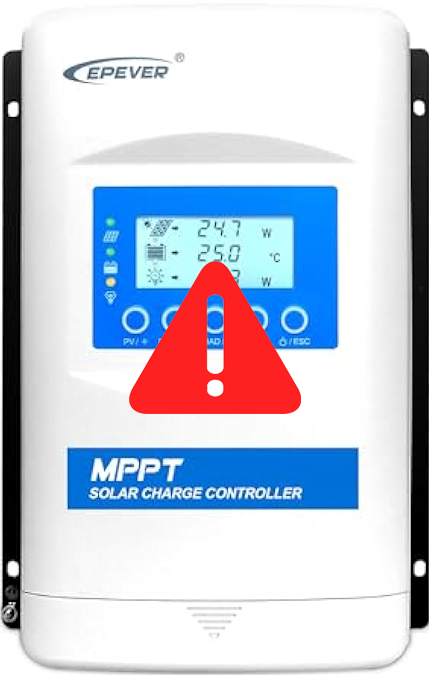 EPEVER®
24.7 W
25.0 °C
W
PV/+
/ESC
MPPT
SOLAR CHARGE CONTROLLER